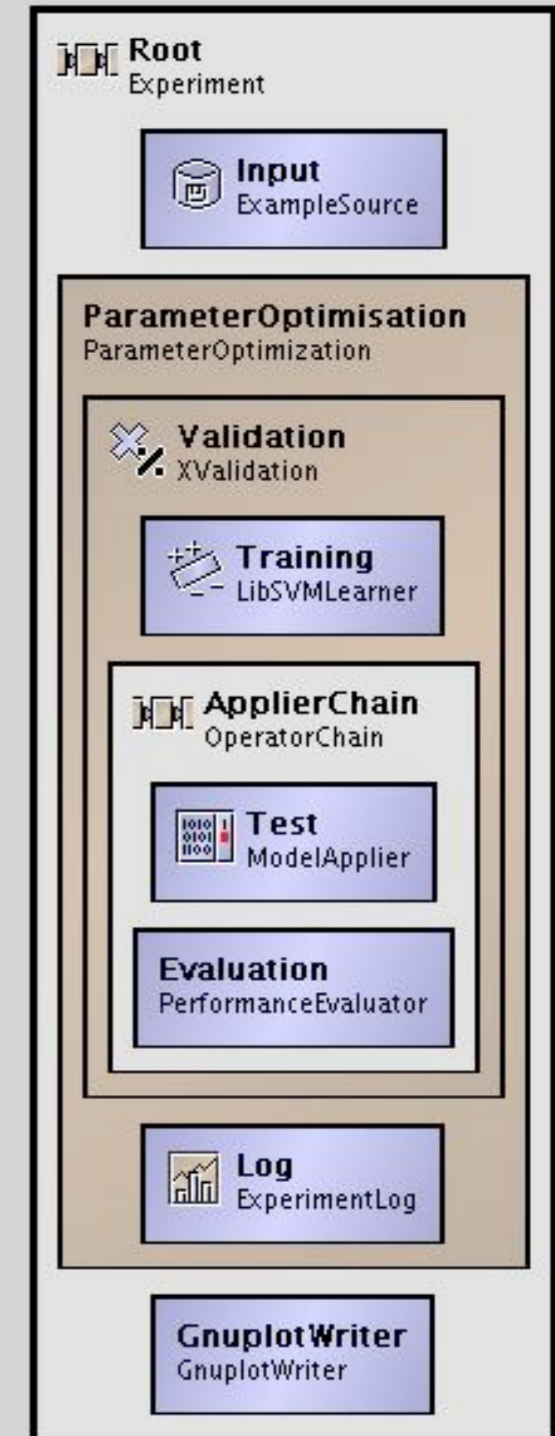 Root
Experiment
Input
ExampleSource
ParameterOptimisation
ParameterOptimization
Validation
XValidation
Training
LibSVMLearner
ApplierChain
OperatorChain
Test
ModelApplier
Evaluation
PerformanceEvaluator
Log
ExperimentLog
GnuplotWriter
GnuplotWriter